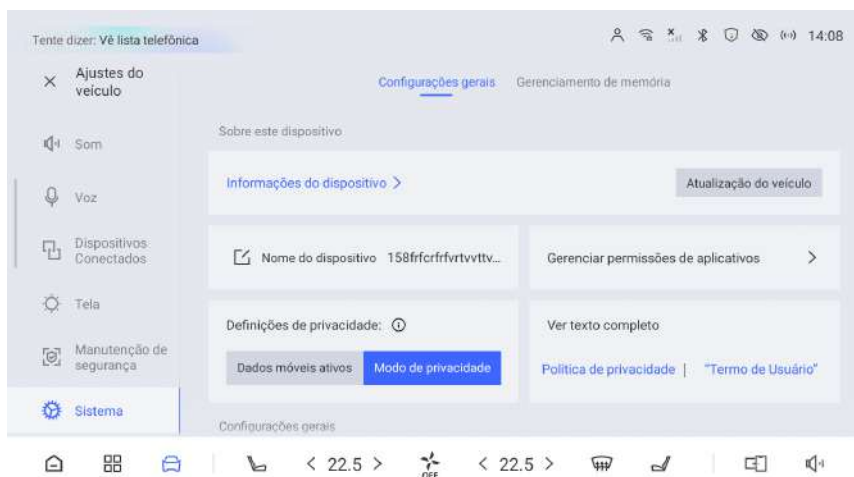 Tente dizer: Vê lista telefônica
14:08
Ajustes do
veículo
Configurações gerais
Gerenciamento de memória
Som
Sobre este dispositivo
Informações do dispositivo >
Atualização do veículo
Voz
Dispositivos
Conectados
Nome do dispositivo 158frfcrfrfvrtvvttv...
Gerenciar permissões de aplicativos >
Tela
Definições de privacidade:
Ver texto completo
Manutenção de
segurança
Dados móveis ativos
Modo de privacidade
Política de privacidade | "Termo de Usuário"
Sistema
Configurações gerais
< 22.5 >
OFF
< 22.5 >